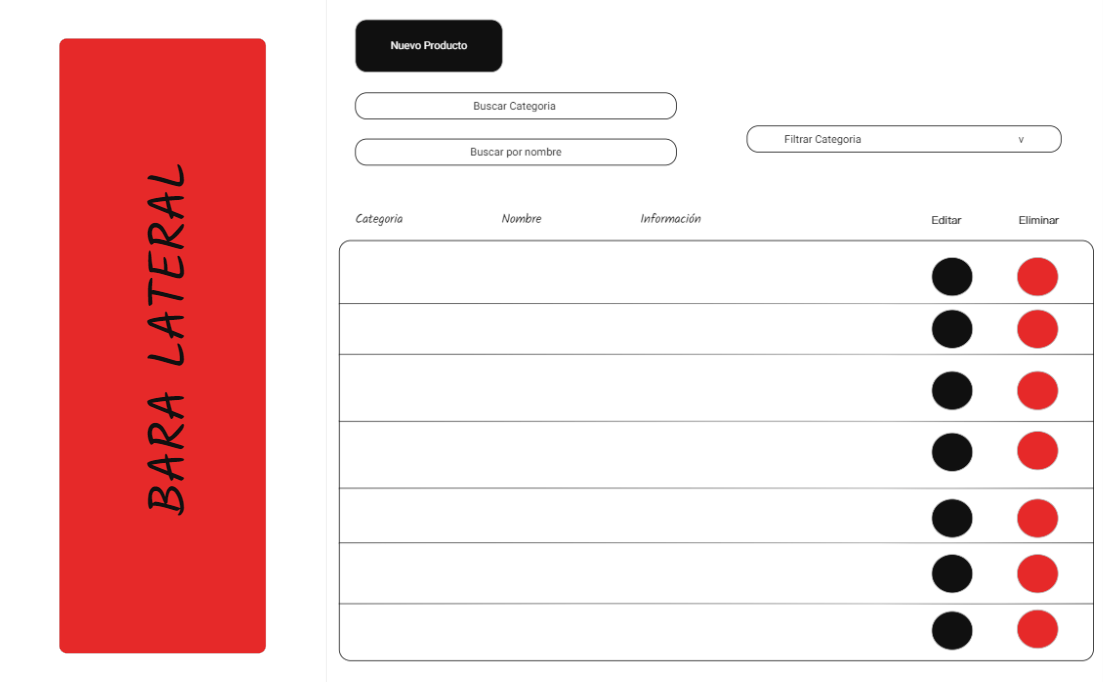 BARA LATERAL
Nuevo Producto
Buscar Categoria
Buscar por nombre
Filtrar Categoria v
Categoria Nombre Información Editar Eliminar